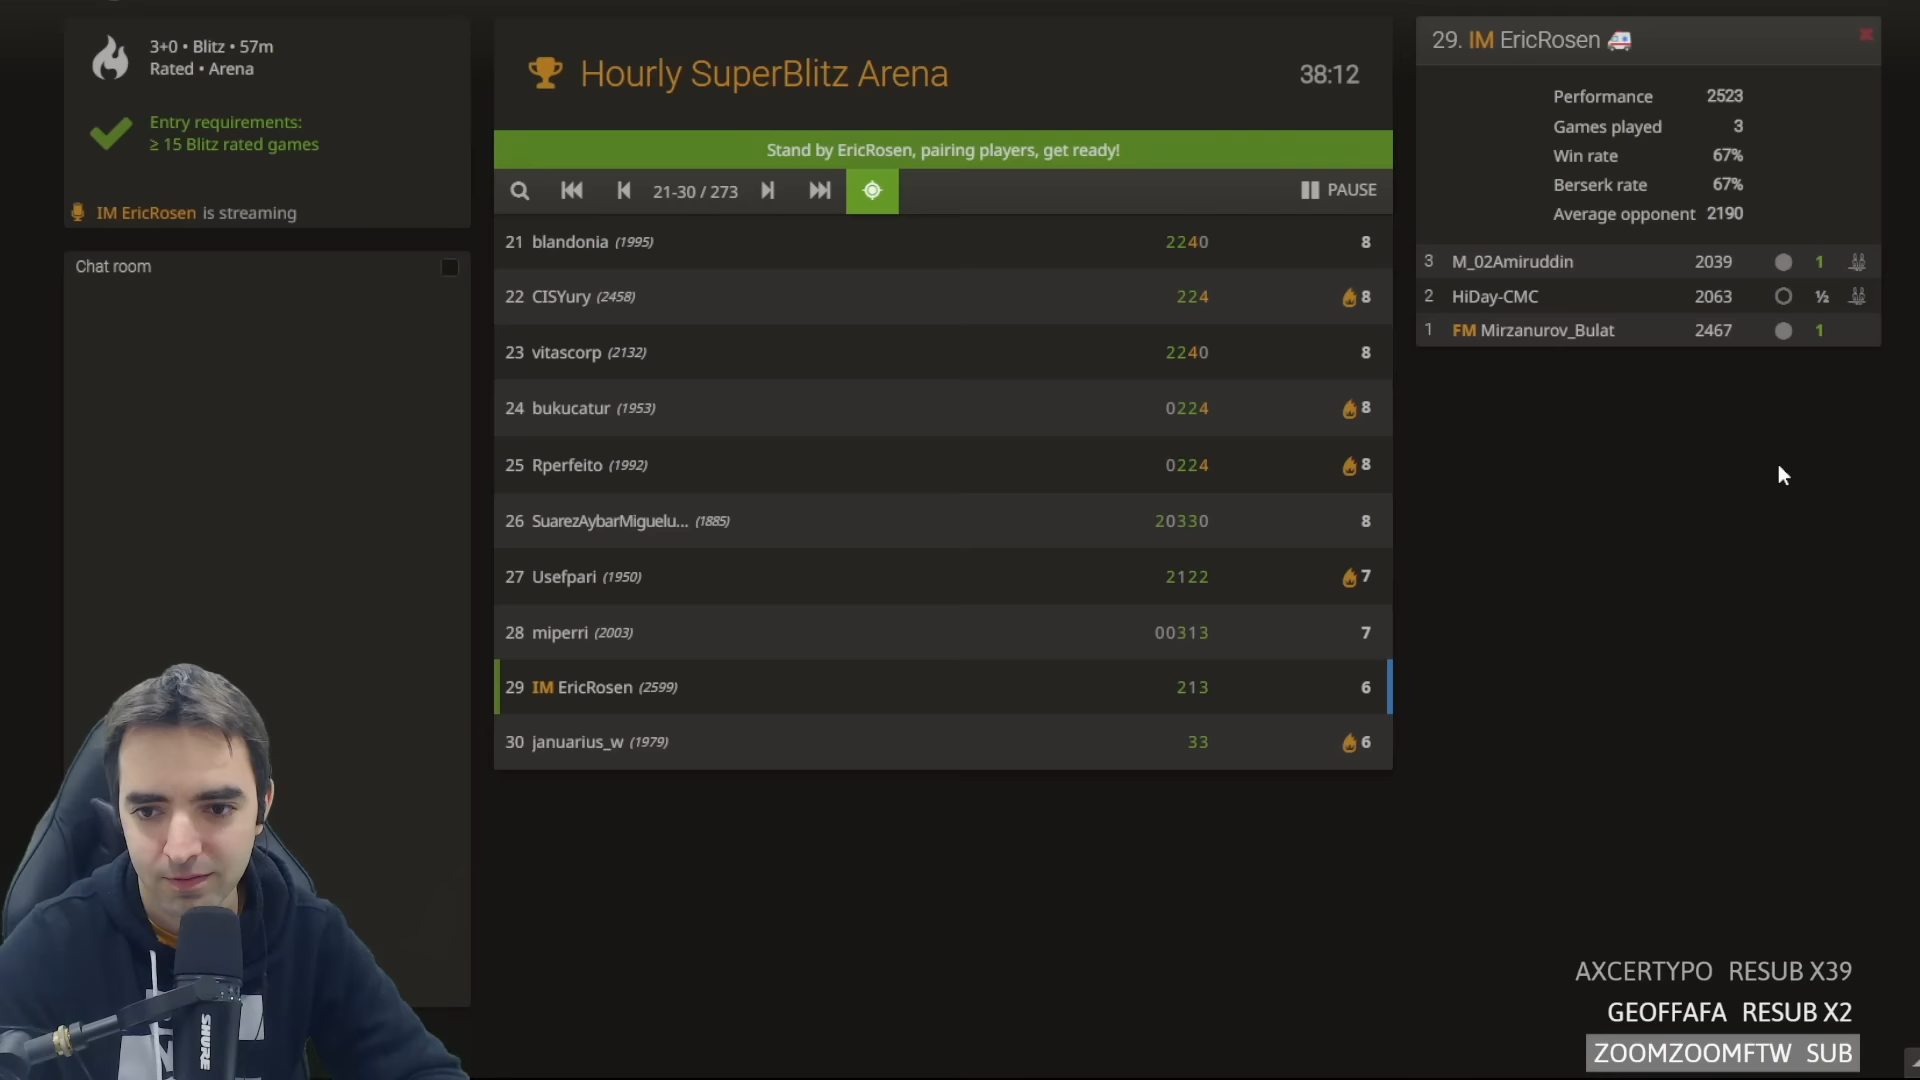 3+0 • Blitz • 57m
Rated • Arena
Entry requirements:
≥ 15 Blitz rated games
IM EricRosen is streaming
Chat room
Hourly SuperBlitz Arena
38:12
Stand by EricRosen, pairing players, get ready!
21-30 / 273
PAUSE
21 blandonia (1995) 2240 8
22 CISYury (2458) 224 8
23 vitascorp (2132) 2240 8
24 bukucatur (1953) 0224 8
25 Rperfeito (1992) 0224 8
26 SuarezAybarMiguelu... (1885) 20330 8
27 Usefpari (1950) 2122 7
28 miperri (2003) 00313 7
29 IM EricRosen (2599) 213 6
30 januarius_w (1979) 33 6
29. IM EricRosen
Performance 2523
Games played 3
Win rate 67%
Berserk rate 67%
Average opponent 2190
3 M_02Amiruddin 2039 1
2 HiDay-CMC 2063 ½
1 FM Mirzanurov_Bulat 2467 1
SHURE
AXCERTYPO RESUB X39
GEOFFAFA RESUB X2
ZOOMZOOMFTW SUB